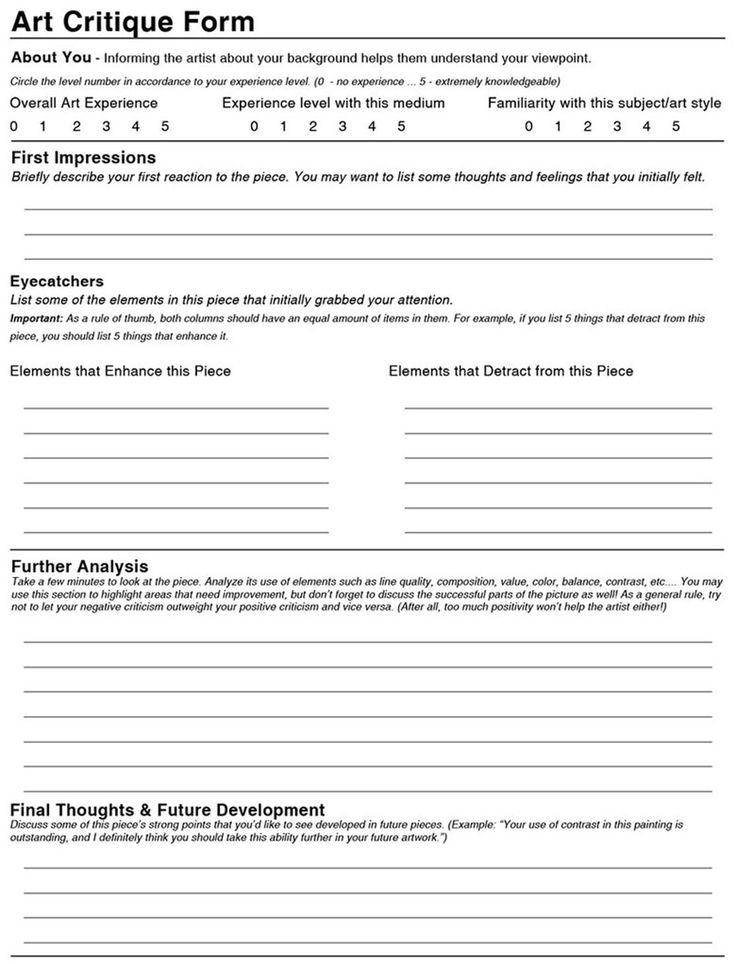 Art Critique Form
About You - Informing the artist about your background helps them understand your viewpoint.
Circle the level number in accordance to your experience level. (0 - no experience ... 5 - extremely knowledgeable)
Overall Art Experience Experience level with this medium Familiarity with this subject/art style
0 1 2 3 4 5 0 1 2 3 4 5 0 1 2 3 4 5
First Impressions
Briefly describe your first reaction to the piece. You may want to list some thoughts and feelings that you initially felt.
Eyecatchers
List some of the elements in this piece that initially grabbed your attention.
Important: As a rule of thumb, both columns should have an equal amount of items in them. For example, if you list 5 things that detract from this
piece, you should list 5 things that enhance it.
Elements that Enhance this Piece Elements that Detract from this Piece
Further Analysis
Take a few minutes to look at the piece. Analyze its use of elements such as line quality, composition, value, color, balance, contrast, etc.... You may
use this section to highlight areas that need improvement, but don't forget to discuss the successful parts of the picture as well! As a general rule, try
not to let your negative criticism outweight your positive criticism and vice versa. (After all, too much positivity won't help the artist either!)
Final Thoughts & Future Development
Discuss some of this piece's strong points that you'd like to see developed in future pieces. (Example: "Your use of contrast in this painting is
outstanding, and I definitely think you should take this ability further in your future artwork.")